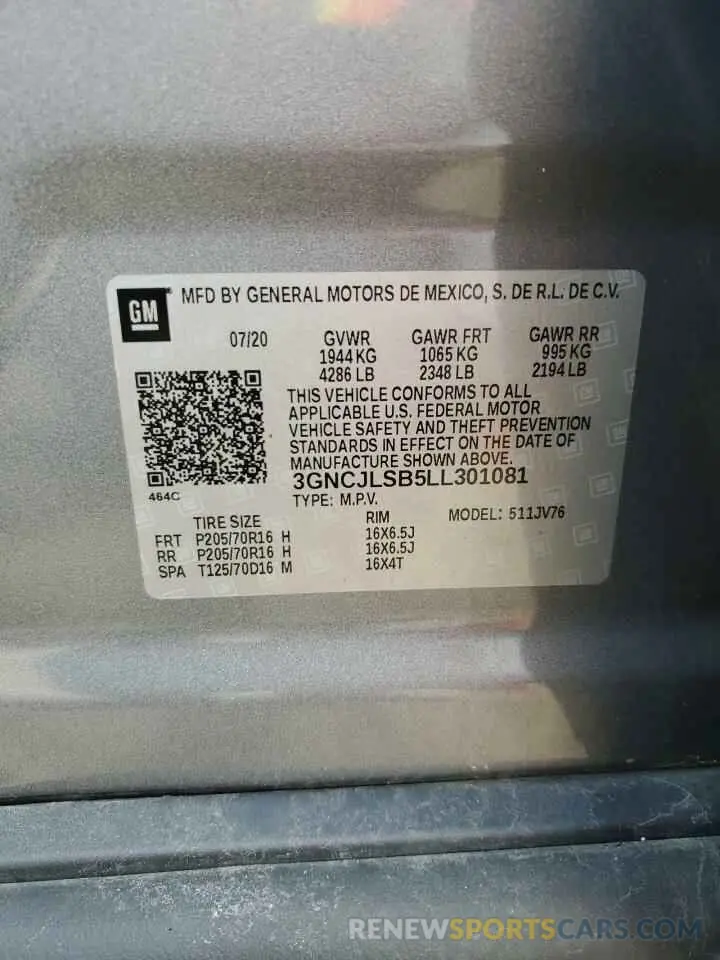 GM MFD BY GENERAL MOTORS DE MEXICO, S. DE R.L. DE C.V.
07/20 GVWR GAWR FRT GAWR RR
1944 KG 1065 KG 995 KG
4286 LB 2348 LB 2194 LB
THIS VEHICLE CONFORMS TO ALL
APPLICABLE U.S. FEDERAL MOTOR
VEHICLE SAFETY AND THEFT PREVENTION
STANDARDS IN EFFECT ON THE DATE OF
MANUFACTURE SHOWN ABOVE.
3GNCJLSB5LL301081
464C TYPE: M.P.V.
TIRE SIZE RIM MODEL: 511JV76
FRT P205/70R16 H 16X6.5J
RR P205/70R16 H 16X6.5J
SPA T125/70D16 M 16X4T
RENEWSPORTSCARS.COM